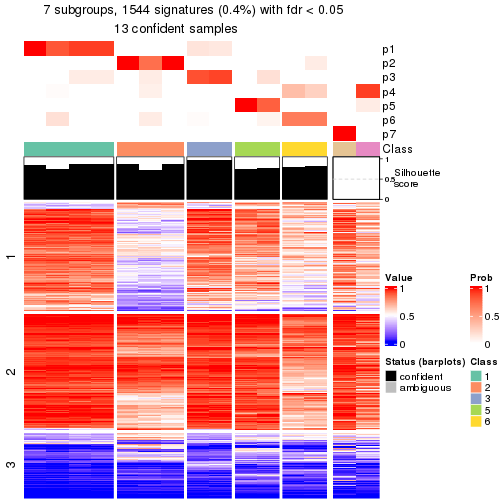 7 subgroups, 1544 signatures (0.4%) with fdr < 0.05
13 confident samples
p1
p2
p3
p4
p5
p6
p7
Class
1
0.5
0
Silhouette
score
1
2
3
Value
1
0.5
0
Prob
1
0.5
0
Status (barplots)
confident
ambiguous
Class
1
2
3
5
6